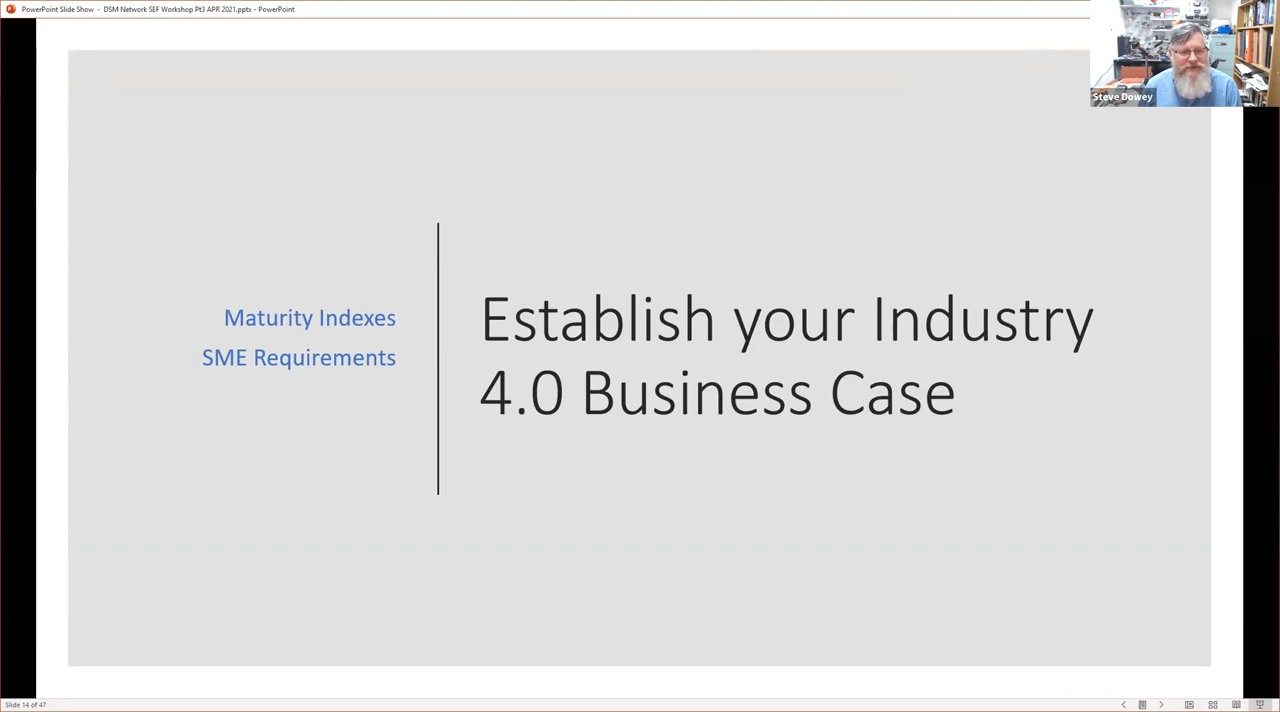 PowerPoint Slide Show - DSM Network SEF Workshop Pt3 APR 2021.pptx - PowerPoint
Steve Dowey
Maturity Indexes
SME Requirements
Establish your Industry
4.0 Business Case
Slide 14 of 47